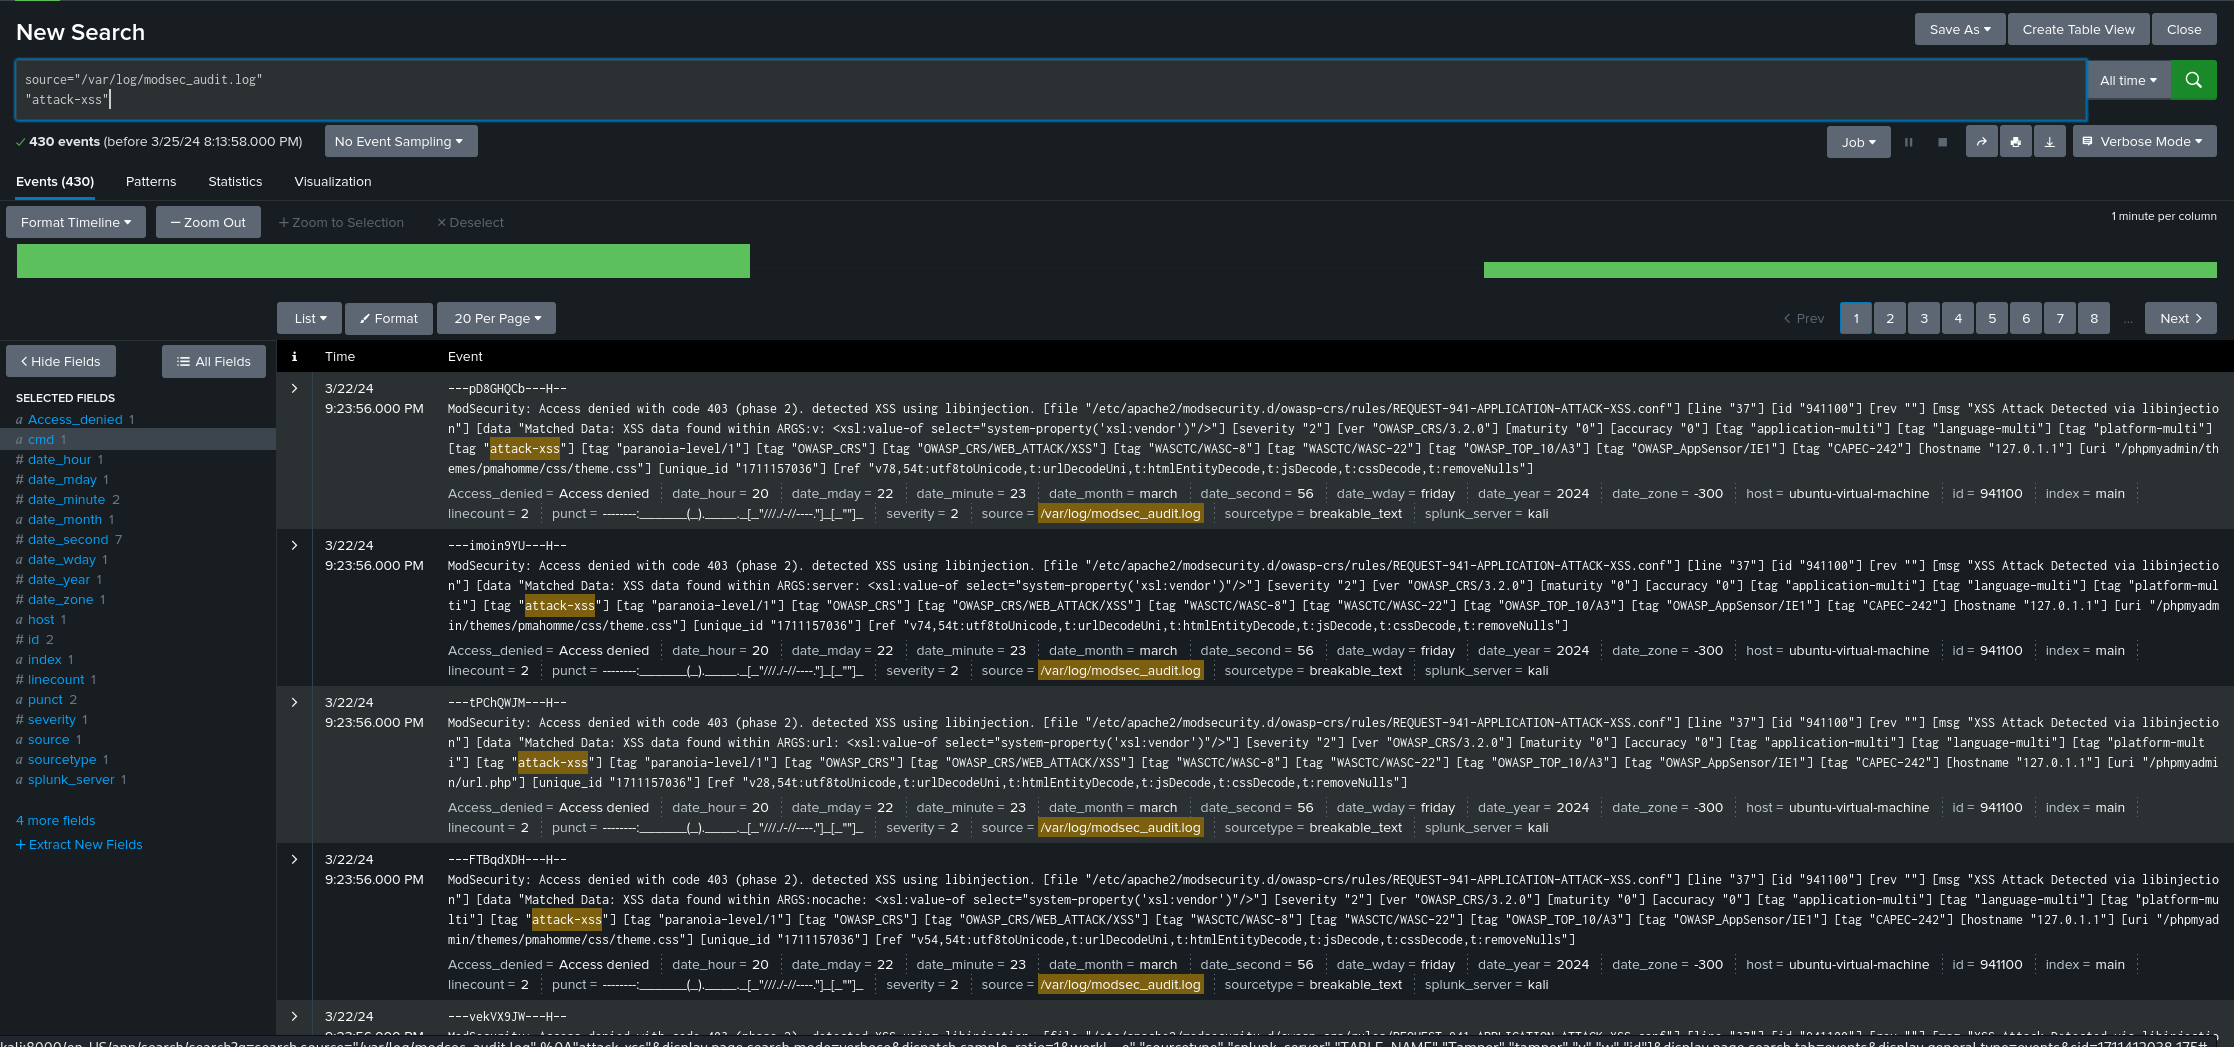 New Search
Save As
Create Table View
Close
source="/var/log/modsec_audit.log"
"attack-xss"
All time
430 events (before 3/25/24 8:13:58.000 PM)
No Event Sampling
Job
Verbose Mode
Events (430)
Patterns
Statistics
Visualization
Format Timeline
— Zoom Out
+ Zoom to Selection
× Deselect
1 minute per column
List
Format
20 Per Page
< Prev
1
2
3
4
5
6
7
8
...
Next >
< Hide Fields
All Fields
i
Time
Event
SELECTED FIELDS
a Access_denied 1
a cmd 1
# date_hour 1
# date_mday 1
# date_minute 2
a date_month 1
# date_second 7
a date_wday 1
# date_year 1
# date_zone 1
a host 1
# id 2
a index 1
# linecount 1
a punct 2
# severity 1
a source 1
a sourcetype 1
a splunk_server 1
4 more fields
+ Extract New Fields
3/22/24
9:23:56.000 PM
---pD8GHQCb---H--
ModSecurity: Access denied with code 403 (phase 2). detected XSS using libinjection. [file "/etc/apache2/modsecurity.d/owasp-crs/rules/REQUEST-941-APPLICATION-ATTACK-XSS.conf"] [line "37"] [id "941100"] [rev ""] [msg "XSS Attack Detected via libinjectio
n"] [data "Matched Data: XSS data found within ARGS:v: <xsl:value-of select="system-property('xsl:vendor')"/>"] [severity "2"] [ver "OWASP_CRS/3.2.0"] [maturity "0"] [accuracy "0"] [tag "application-multi"] [tag "language-multi"] [tag "platform-multi"]
[tag "attack-xss"] [tag "paranoia-level/1"] [tag "OWASP_CRS"] [tag "OWASP_CRS/WEB_ATTACK/XSS"] [tag "WASCTC/WASC-8"] [tag "WASCTC/WASC-22"] [tag "OWASP_TOP_10/A3"] [tag "OWASP_AppSensor/IE1"] [tag "CAPEC-242"] [hostname "127.0.1.1"] [uri "/phpmyadmin/th
emes/pmahomme/css/theme.css"] [unique_id "1711157036"] [ref "v78,54t:utf8toUnicode,t:urlDecodeUni,t:htmlEntityDecode,t:jsDecode,t:cssDecode,t:removeNulls"]
Access_denied = Access denied date_hour = 20 date_mday = 22 date_minute = 23 date_month = march date_second = 56 date_wday = friday date_year = 2024 date_zone = -300 host = ubuntu-virtual-machine id = 941100 index = main
linecount = 2 punct = --------:_______(_)._____._[_"///./-//----."]_[_""]_ severity = 2 source = /var/log/modsec_audit.log sourcetype = breakable_text splunk_server = kali
3/22/24
9:23:56.000 PM
---imoin9YU---H--
ModSecurity: Access denied with code 403 (phase 2). detected XSS using libinjection. [file "/etc/apache2/modsecurity.d/owasp-crs/rules/REQUEST-941-APPLICATION-ATTACK-XSS.conf"] [line "37"] [id "941100"] [rev ""] [msg "XSS Attack Detected via libinjectio
n"] [data "Matched Data: XSS data found within ARGS:server: <xsl:value-of select="system-property('xsl:vendor')"/>"] [severity "2"] [ver "OWASP_CRS/3.2.0"] [maturity "0"] [accuracy "0"] [tag "application-multi"] [tag "language-multi"] [tag "platform-mul
ti"] [tag "attack-xss"] [tag "paranoia-level/1"] [tag "OWASP_CRS"] [tag "OWASP_CRS/WEB_ATTACK/XSS"] [tag "WASCTC/WASC-8"] [tag "WASCTC/WASC-22"] [tag "OWASP_TOP_10/A3"] [tag "OWASP_AppSensor/IE1"] [tag "CAPEC-242"] [hostname "127.0.1.1"] [uri "/phpmyadm
in/themes/pmahomme/css/theme.css"] [unique_id "1711157036"] [ref "v74,54t:utf8toUnicode,t:urlDecodeUni,t:htmlEntityDecode,t:jsDecode,t:cssDecode,t:removeNulls"]
Access_denied = Access denied date_hour = 20 date_mday = 22 date_minute = 23 date_month = march date_second = 56 date_wday = friday date_year = 2024 date_zone = -300 host = ubuntu-virtual-machine id = 941100 index = main
linecount = 2 punct = --------:_______(_)._____._[_"///./-//----."]_[_""]_ severity = 2 source = /var/log/modsec_audit.log sourcetype = breakable_text splunk_server = kali
3/22/24
9:23:56.000 PM
---tPChQWJM---H--
ModSecurity: Access denied with code 403 (phase 2). detected XSS using libinjection. [file "/etc/apache2/modsecurity.d/owasp-crs/rules/REQUEST-941-APPLICATION-ATTACK-XSS.conf"] [line "37"] [id "941100"] [rev ""] [msg "XSS Attack Detected via libinjectio
n"] [data "Matched Data: XSS data found within ARGS:url: <xsl:value-of select="system-property('xsl:vendor')"/>"] [severity "2"] [ver "OWASP_CRS/3.2.0"] [maturity "0"] [accuracy "0"] [tag "application-multi"] [tag "language-multi"] [tag "platform-mult
i"] [tag "attack-xss"] [tag "paranoia-level/1"] [tag "OWASP_CRS"] [tag "OWASP_CRS/WEB_ATTACK/XSS"] [tag "WASCTC/WASC-8"] [tag "WASCTC/WASC-22"] [tag "OWASP_TOP_10/A3"] [tag "OWASP_AppSensor/IE1"] [tag "CAPEC-242"] [hostname "127.0.1.1"] [uri "/phpmyadmi
n/url.php"] [unique_id "1711157036"] [ref "v28,54t:utf8toUnicode,t:urlDecodeUni,t:htmlEntityDecode,t:jsDecode,t:cssDecode,t:removeNulls"]
Access_denied = Access denied date_hour = 20 date_mday = 22 date_minute = 23 date_month = march date_second = 56 date_wday = friday date_year = 2024 date_zone = -300 host = ubuntu-virtual-machine id = 941100 index = main
linecount = 2 punct = --------:_______(_)._____._[_"///./-//----."]_[_""]_ severity = 2 source = /var/log/modsec_audit.log sourcetype = breakable_text splunk_server = kali
3/22/24
9:23:56.000 PM
---FTBqdXDH---H--
ModSecurity: Access denied with code 403 (phase 2). detected XSS using libinjection. [file "/etc/apache2/modsecurity.d/owasp-crs/rules/REQUEST-941-APPLICATION-ATTACK-XSS.conf"] [line "37"] [id "941100"] [rev ""] [msg "XSS Attack Detected via libinjectio
n"] [data "Matched Data: XSS data found within ARGS:nocache: <xsl:value-of select="system-property('xsl:vendor')"/>"] [severity "2"] [ver "OWASP_CRS/3.2.0"] [maturity "0"] [accuracy "0"] [tag "application-multi"] [tag "language-multi"] [tag "platform-mu
lti"] [tag "attack-xss"] [tag "paranoia-level/1"] [tag "OWASP_CRS"] [tag "OWASP_CRS/WEB_ATTACK/XSS"] [tag "WASCTC/WASC-8"] [tag "WASCTC/WASC-22"] [tag "OWASP_TOP_10/A3"] [tag "OWASP_AppSensor/IE1"] [tag "CAPEC-242"] [hostname "127.0.1.1"] [uri "/phpmyad
min/themes/pmahomme/css/theme.css"] [unique_id "1711157036"] [ref "v54,54t:utf8toUnicode,t:urlDecodeUni,t:htmlEntityDecode,t:jsDecode,t:cssDecode,t:removeNulls"]
Access_denied = Access denied date_hour = 20 date_mday = 22 date_minute = 23 date_month = march date_second = 56 date_wday = friday date_year = 2024 date_zone = -300 host = ubuntu-virtual-machine id = 941100 index = main
linecount = 2 punct = --------:_______(_)._____._[_"///./-//----."]_[_""]_ severity = 2 source = /var/log/modsec_audit.log sourcetype = breakable_text splunk_server = kali
3/22/24
---vekVX9JW---H--